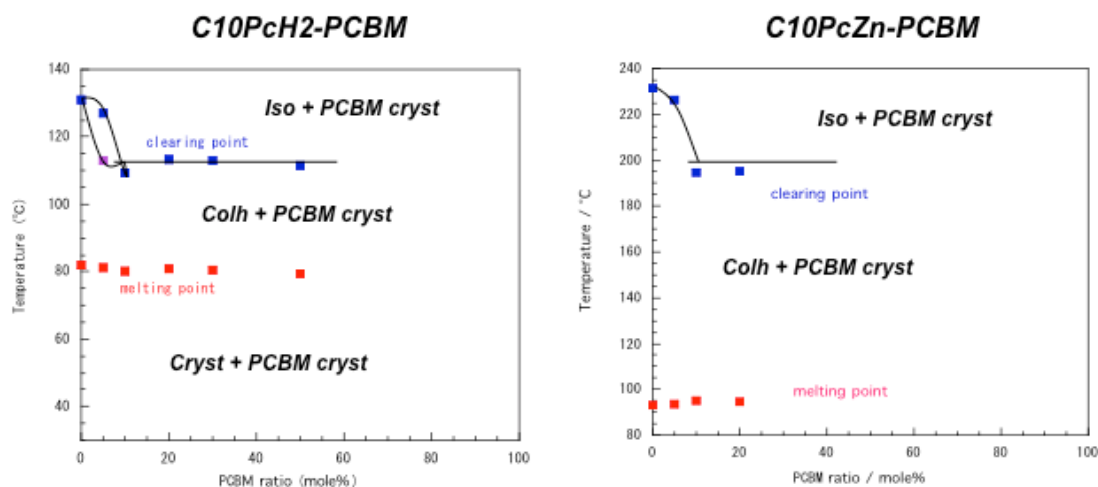 C10PcH2-PCBM
140
120
100
80
60
40
0
20
40
60
80
100
Temperature (℃)
PCBM ratio (mole%)
Iso + PCBM cryst
clearing point
Colh + PCBM cryst
melting point
Cryst + PCBM cryst
C10PcZn-PCBM
240
220
200
180
160
140
120
100
80
0
20
40
60
80
100
Temperature / ℃
PCBM ratio / mole%
Iso + PCBM cryst
clearing point
Colh + PCBM cryst
melting point